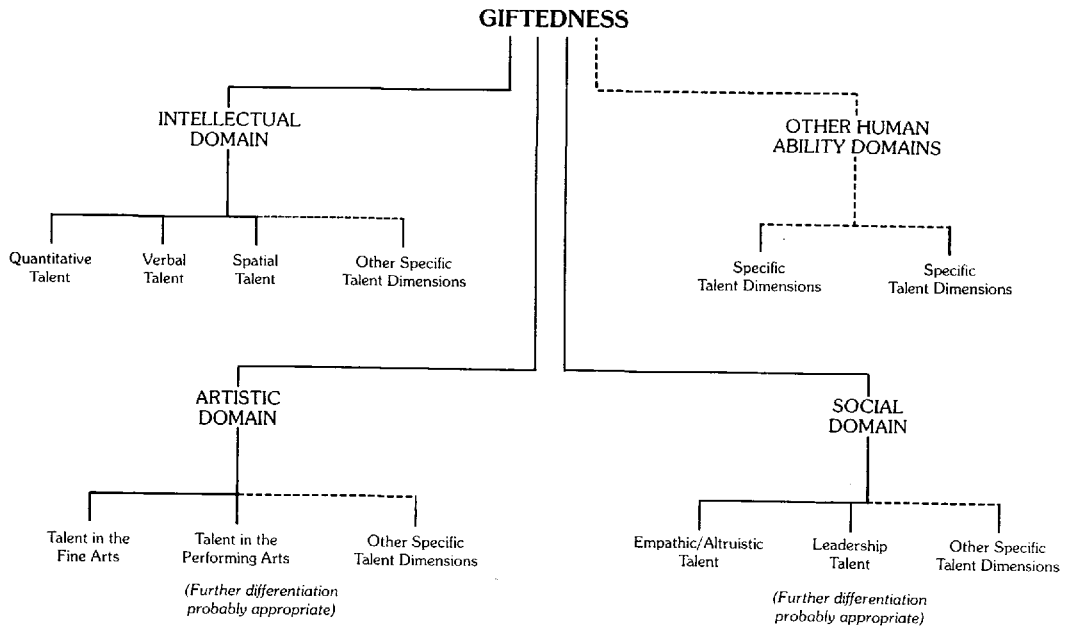 GIFTEDNESS
INTELLECTUAL
DOMAIN
Quantitative
Talent
Verbal
Talent
Spatial
Talent
Other Specific
Talent Dimensions
OTHER HUMAN
ABILITY DOMAINS
Specific
Talent Dimensions
Specific
Talent Dimensions
ARTISTIC
DOMAIN
Talent in the
Fine Arts
Talent in the
Performing Arts
Other Specific
Talent Dimensions
(Further differentiation
probably appropriate)
SOCIAL
DOMAIN
Empathic/Altruistic
Talent
Leadership
Talent
Other Specific
Talent Dimensions
(Further differentiation
probably appropriate)